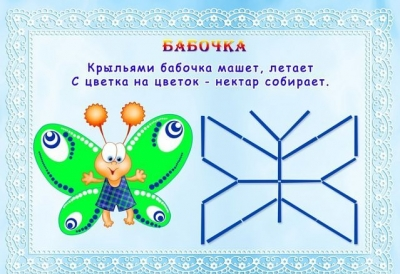 БАБОЧКА
Крыльями бабочка машет, летает
С цветка на цветок - нектар собирает.